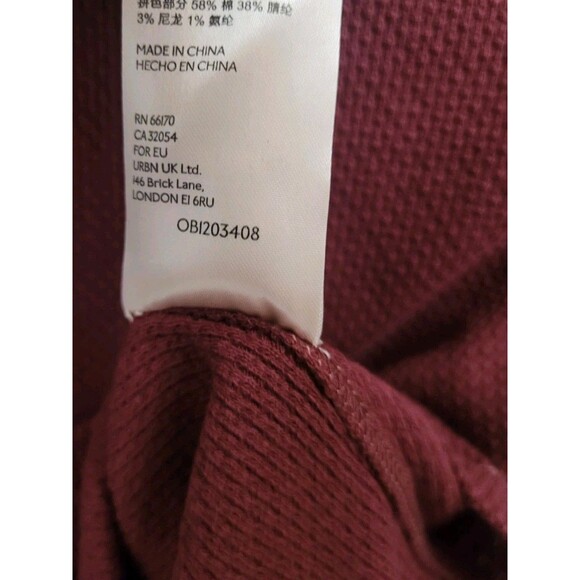 拼色部分 58% 棉 38% 腈纶
3% 尼龙 1% 氨纶
MADE IN CHINA
HECHO EN CHINA
RN 66170
CA 32054
FOR EU
URBN UK Ltd.
146 Brick Lane,
LONDON E1 6RU
OB1203408